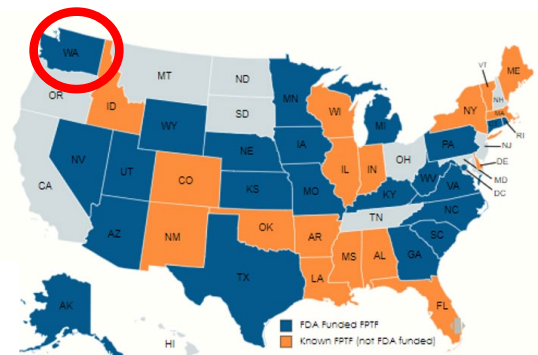 WA
MT
ND
VT
ME
OR
ID
MN
NH
SD
WI
NY
MA
WY
MI
RI
IA
PA
NJ
NE
NV
OH
DE
IL
IN
UT
MD
CO
WV
VA
DC
CA
KS
MO
KY
NC
TN
OK
AR
SC
AZ
NM
MS
AL
GA
LA
TX
FL
AK
FDA Funded FPTF
Known FPTF (not FDA funded)
HI